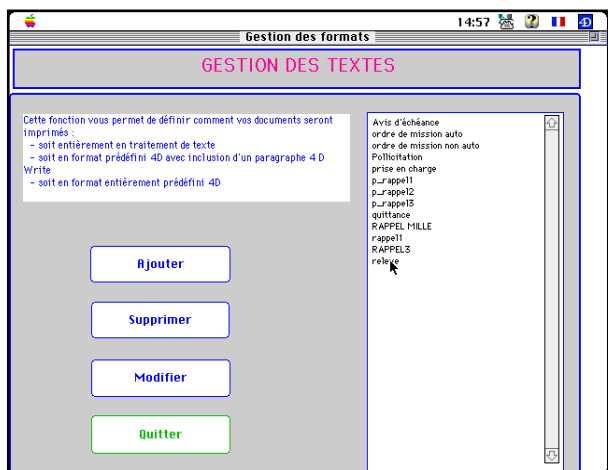 14:57
Gestion des formats
GESTION DES TEXTES
Cette fonction vous permet de définir comment vos documents seront
imprimés :
- soit entièrement en traitement de texte
- soit en format prédéfini 4D avec inclusion d'un paragraphe 4 D
Write
- soit en format entièrement prédéfini 4D
Avis d'échéance
ordre de mission auto
ordre de mission non auto
Pollicitation
prise en charge
p_rappel1
p_rappel2
p_rappel3
quittance
RAPPEL MILLE
rappel1
RAPPEL3
releve
Ajouter
Supprimer
Modifier
Quitter